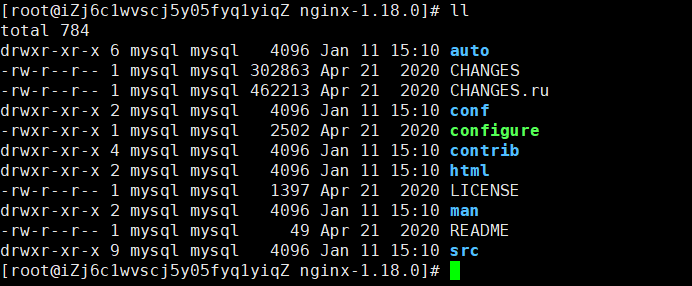 [root@iZj6c1wvscj5y05fyq1yiqZ nginx-1.18.0]# ll
total 784
drwxr-xr-x 6 mysql mysql   4096 Jan 11 15:10 auto
-rw-r--r-- 1 mysql mysql 302863 Apr 21  2020 CHANGES
-rw-r--r-- 1 mysql mysql 462213 Apr 21  2020 CHANGES.ru
drwxr-xr-x 2 mysql mysql   4096 Jan 11 15:10 conf
-rwxr-xr-x 1 mysql mysql   2502 Apr 21  2020 configure
drwxr-xr-x 4 mysql mysql   4096 Jan 11 15:10 contrib
drwxr-xr-x 2 mysql mysql   4096 Jan 11 15:10 html
-rw-r--r-- 1 mysql mysql   1397 Apr 21  2020 LICENSE
drwxr-xr-x 2 mysql mysql   4096 Jan 11 15:10 man
-rw-r--r-- 1 mysql mysql     49 Apr 21  2020 README
drwxr-xr-x 9 mysql mysql   4096 Jan 11 15:10 src
[root@iZj6c1wvscj5y05fyq1yiqZ nginx-1.18.0]#